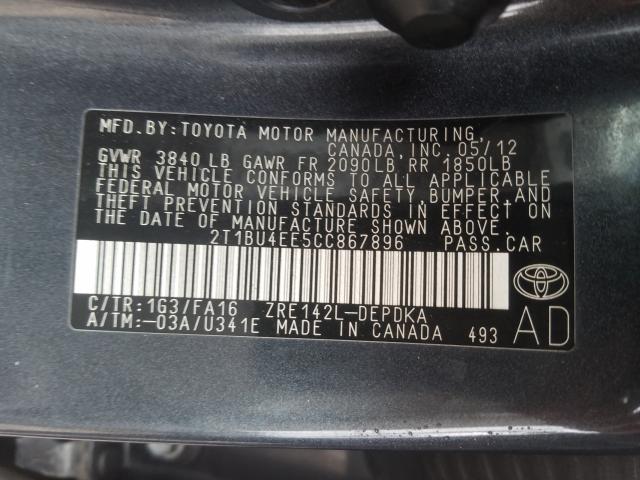 MFD. BY: TOYOTA MOTOR MANUFACTURING,
CANADA, INC. 05/12
GVWR 3840 LB GAWR FR 2090LB RR 1850LB
THIS VEHICLE CONFORMS TO ALL APPLICABLE
FEDERAL MOTOR VEHICLE SAFETY, BUMPER, AND
THEFT PREVENTION STANDARDS IN EFFECT ON
THE DATE OF MANUFACTURE SHOWN ABOVE.
2T1BU4EE5CC867896 PASS. CAR
C/TR: 1G3/FA16 ZRE142L-DEPDKA
A/TM: -03A/U341E MADE IN CANADA 493
AD